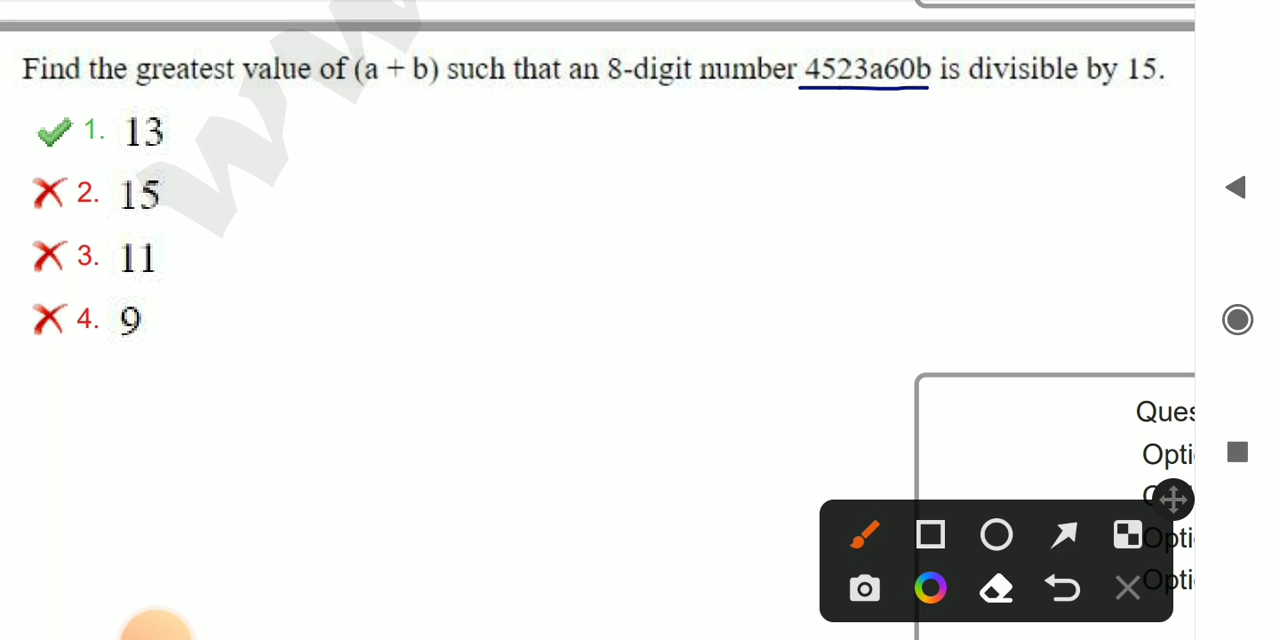 Find the greatest value of (a + b) such that an 8-digit number 4523a60b is divisible by 15.
1. 13
2. 15
3. 11
4. 9
Ques
Opti
Opti
Opti